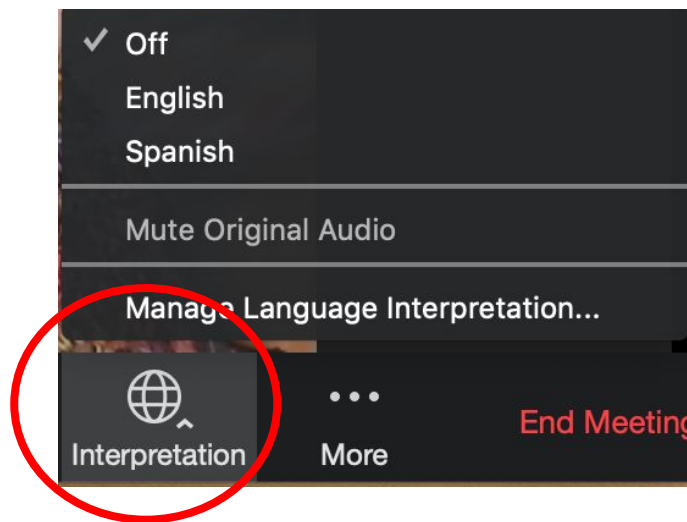 Off
English
Spanish
Mute Original Audio
Manage Language Interpretation...
Interpretation
More
End Meeting